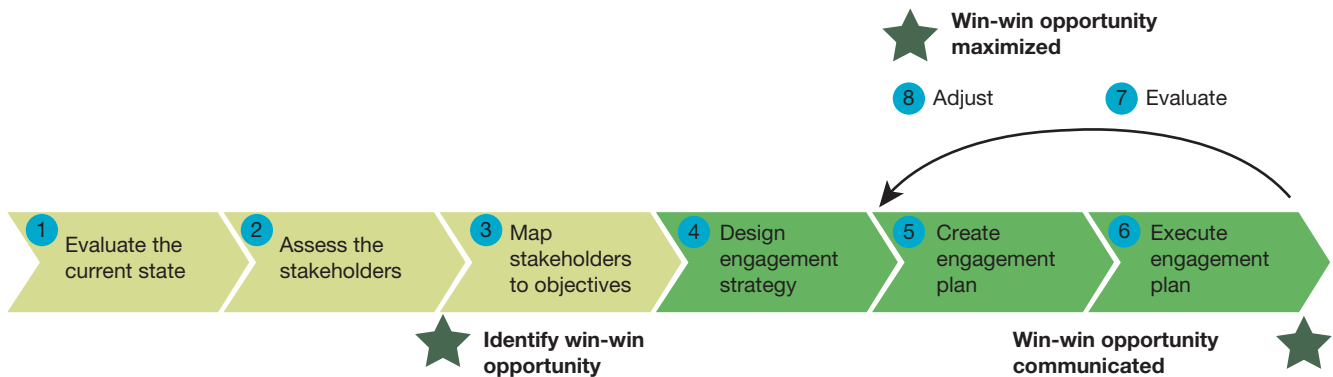 Win-win opportunity
maximized
8 Adjust
7 Evaluate
1 Evaluate the
current state
2 Assess the
stakeholders
3 Map
stakeholders
to objectives
4 Design
engagement
strategy
5 Create
engagement
plan
6 Execute
engagement
plan
Identify win-win
opportunity
Win-win opportunity
communicated